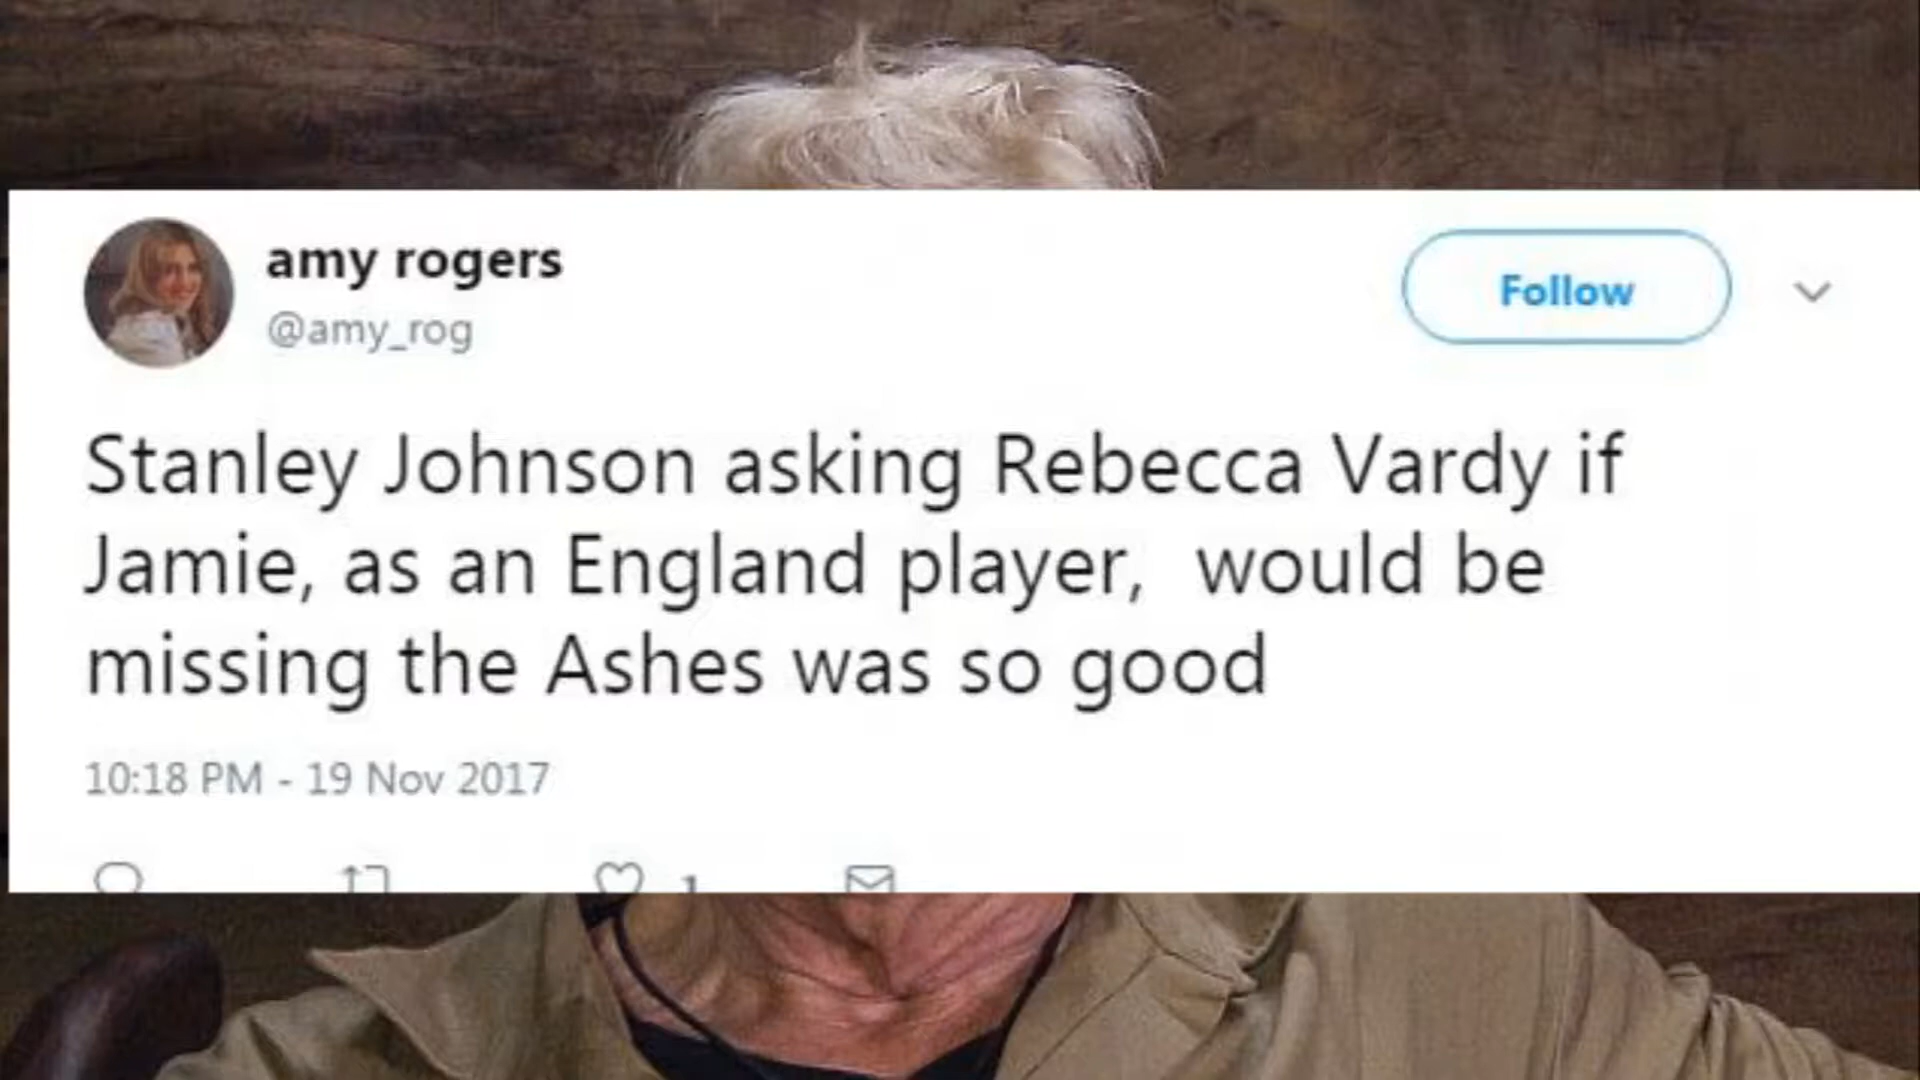 amy rogers
@amy_rog
Follow
Stanley Johnson asking Rebecca Vardy if
Jamie, as an England player,  would be
missing the Ashes was so good
10:18 PM - 19 Nov 2017
1